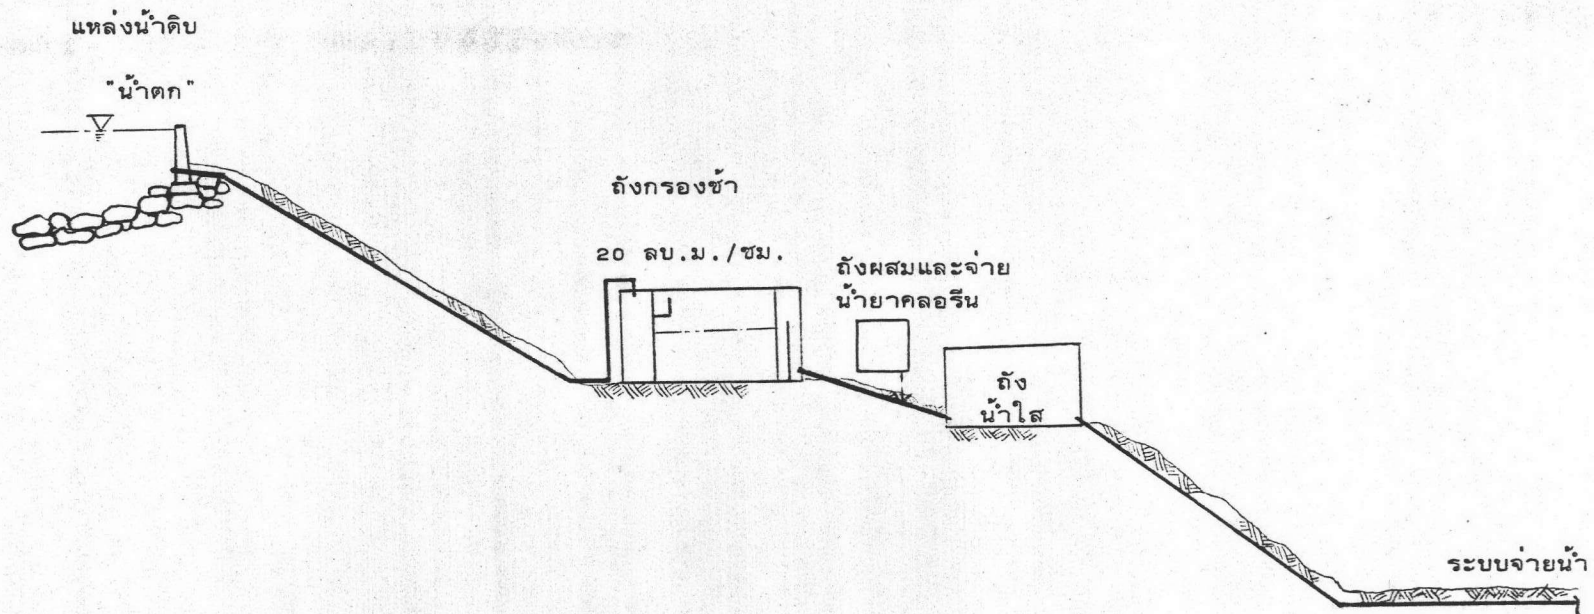 แหล่งน้ำดิบ
"น้ำตก"
ถังกรองช้า
20 ลบ.ม./ชม.
ถังผสมและจ่าย
น้ำยาคลอรีน
ถัง
น้ำใส
ระบบจ่ายน้ำ